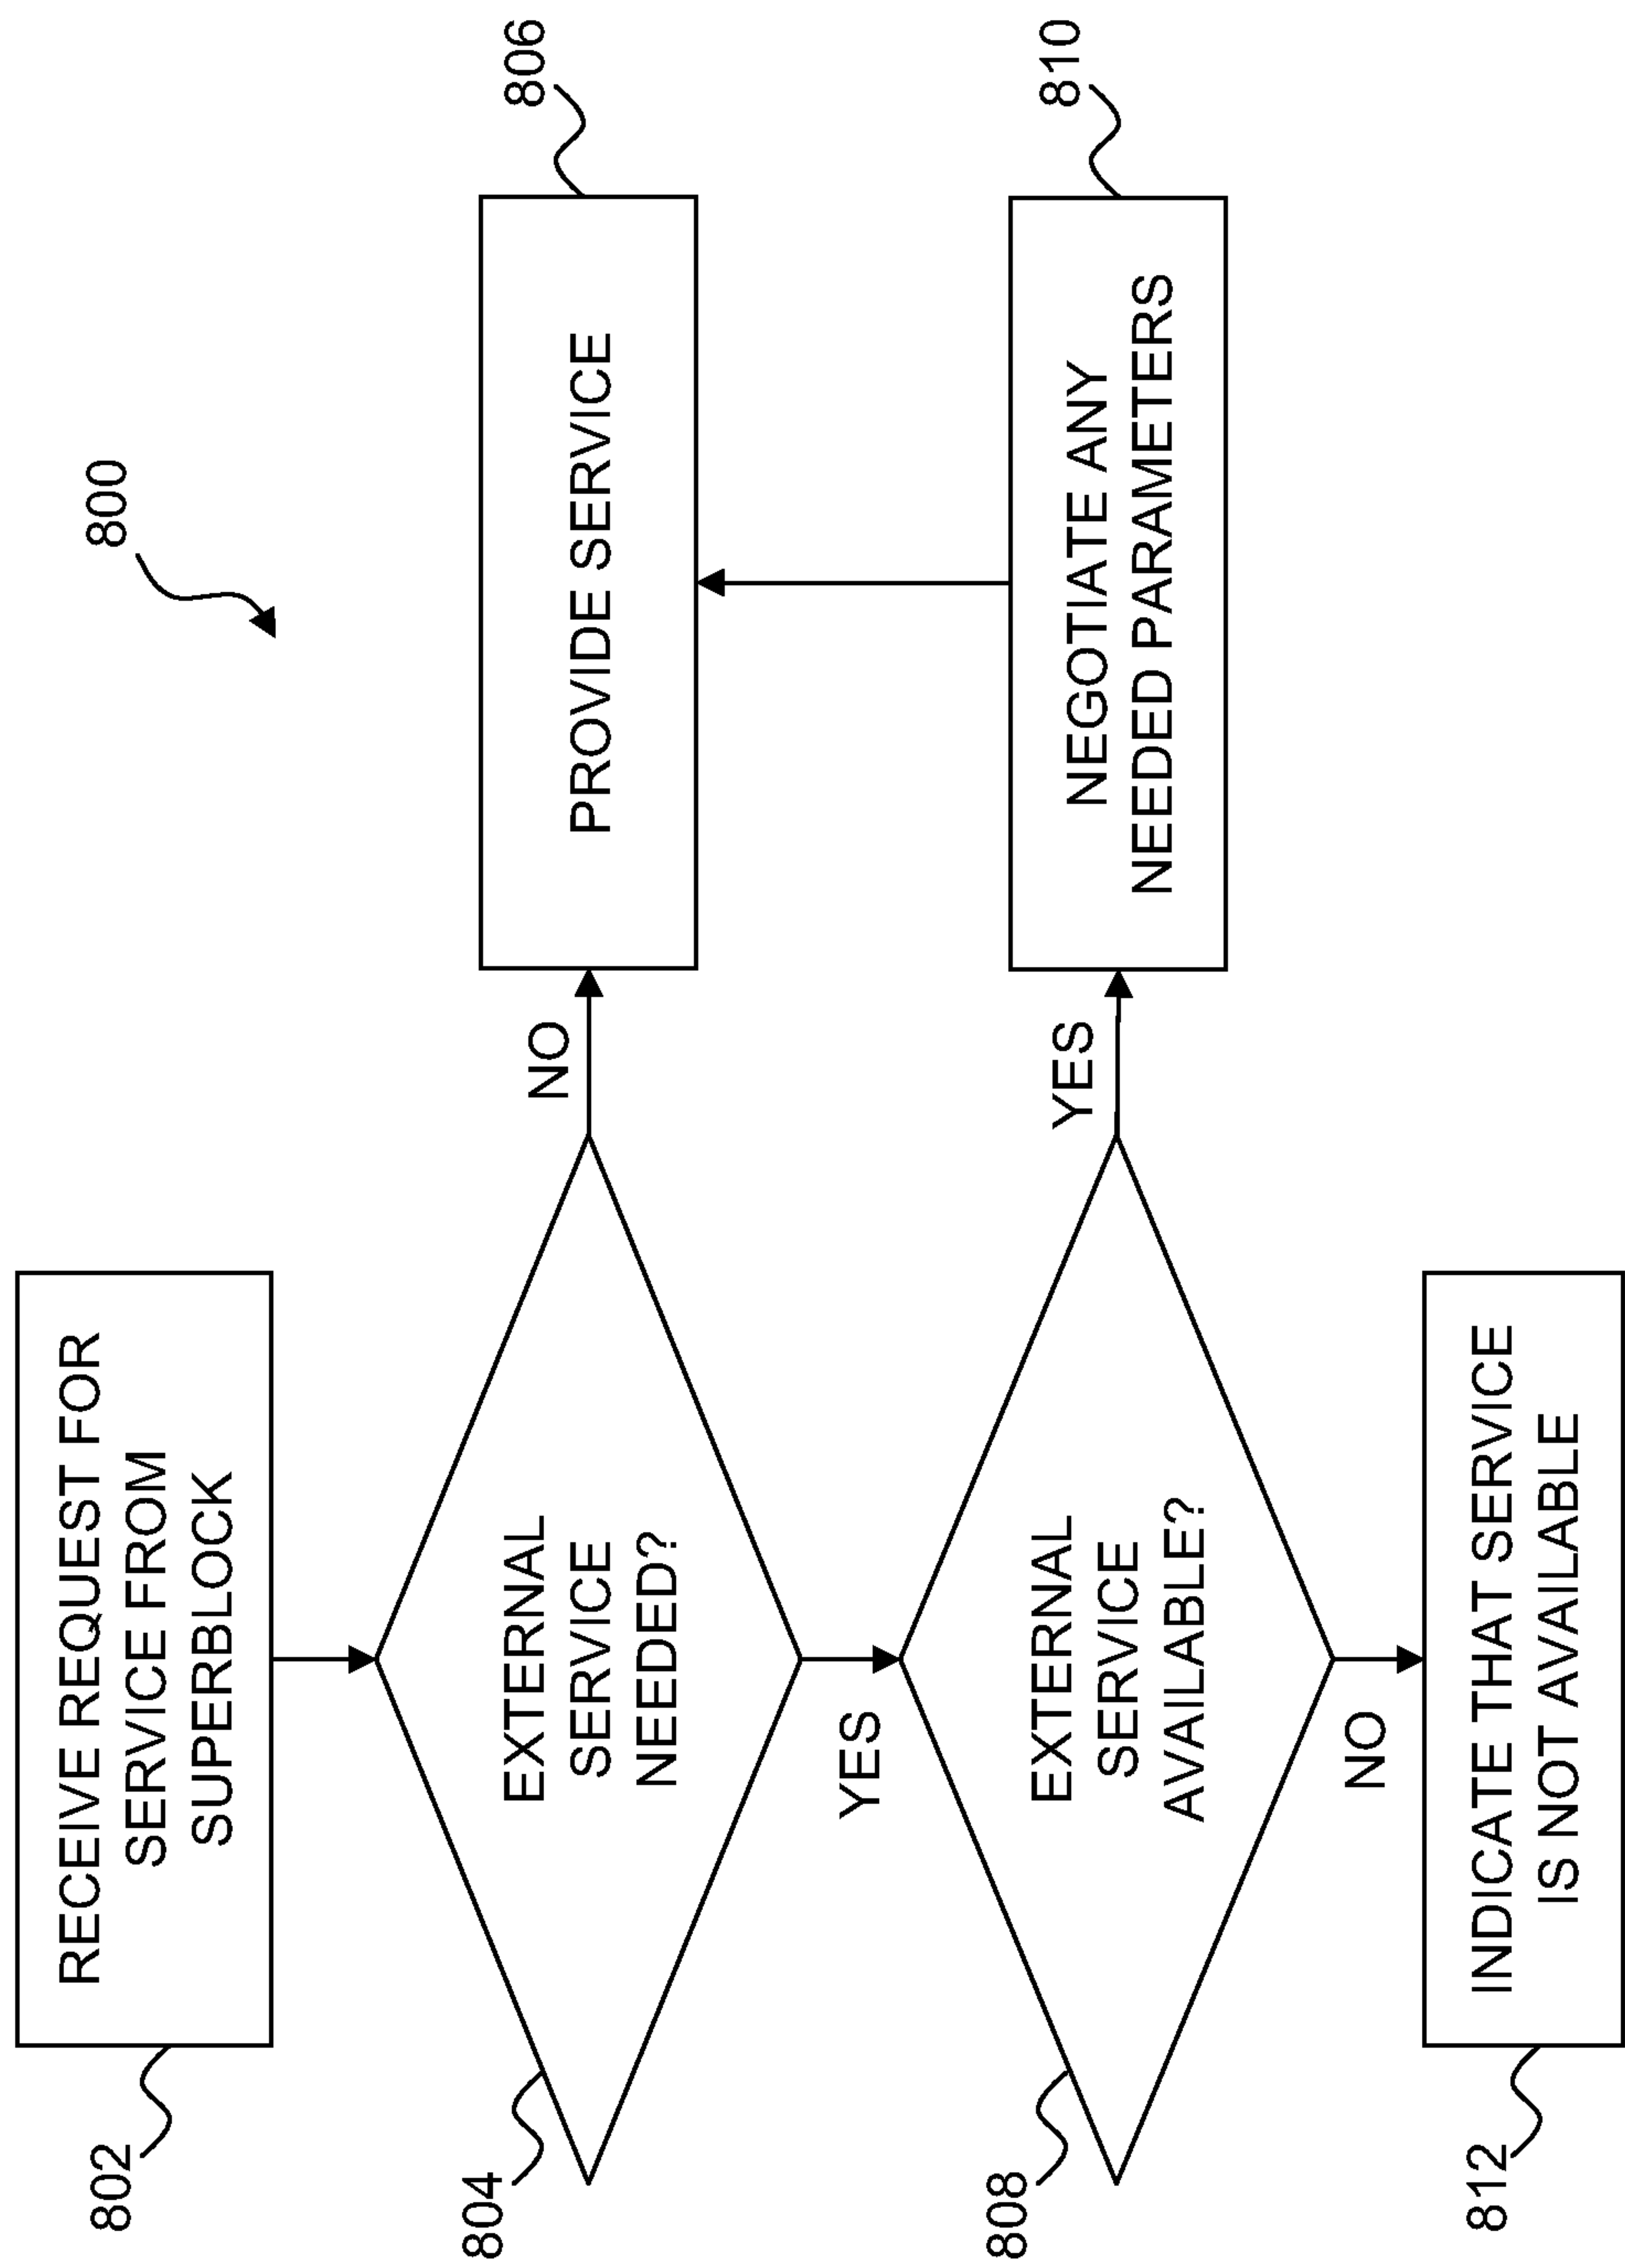 800
802
RECEIVE REQUEST FOR
SERVICE FROM
SUPERBLOCK
804
EXTERNAL
SERVICE
NEEDED?
NO
PROVIDE SERVICE
806
YES
808
EXTERNAL
SERVICE
AVAILABLE?
YES
NEGOTIATE ANY
NEEDED PARAMETERS
810
NO
812
INDICATE THAT SERVICE
IS NOT AVAILABLE